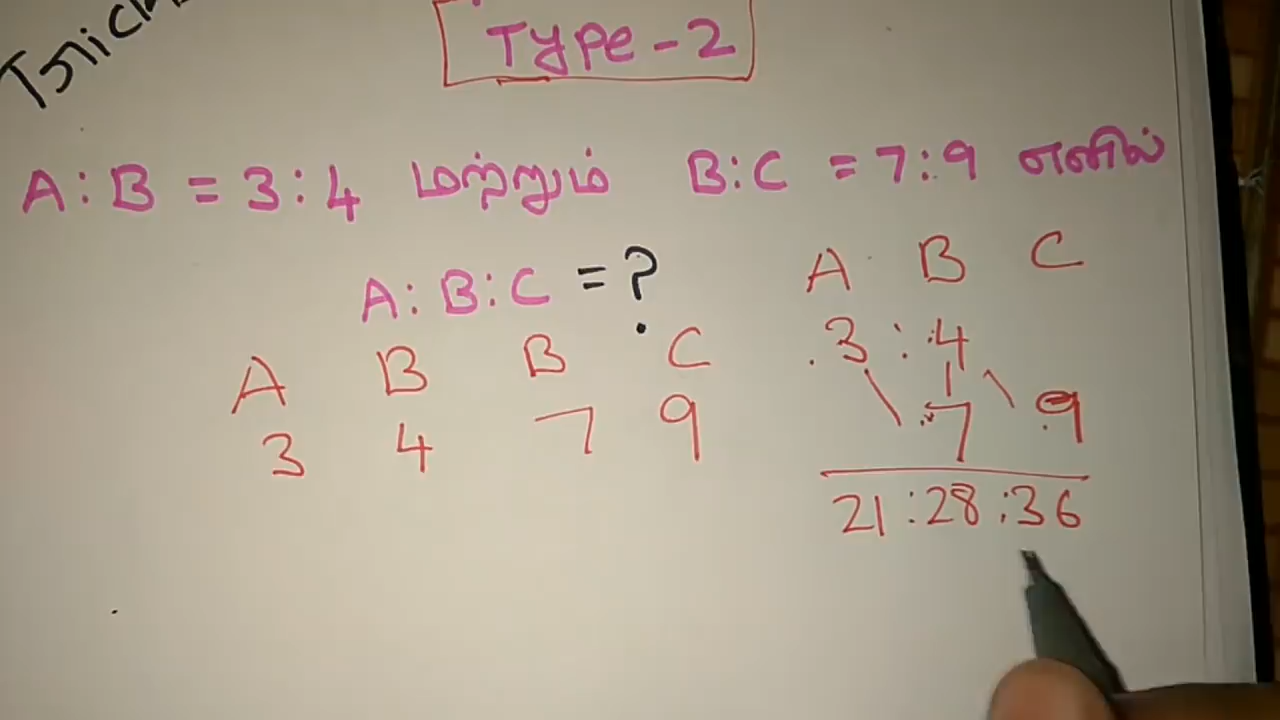 Type-2
A:B = 3:4 மற்றும் B:C = 7:9 எனில்
A:B:C = ?
A B B C
3 4 7 9
A B C
3 : 4
7 9
21 : 28 : 36